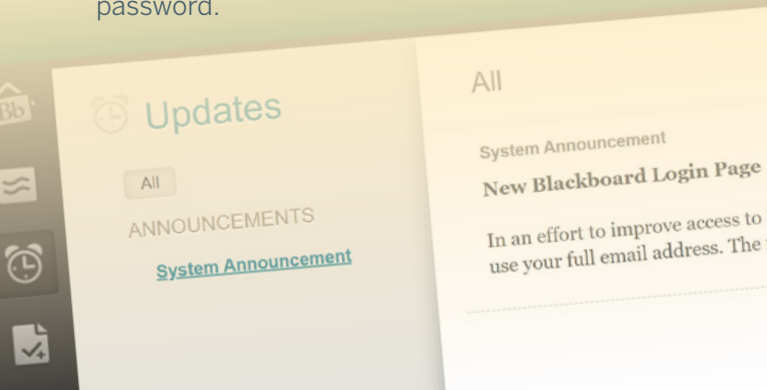 password.
Bb
Updates
All
ANNOUNCEMENTS
System Announcement
All
System Announcement
New Blackboard Login Page
In an effort to improve access to
use your full email address. The